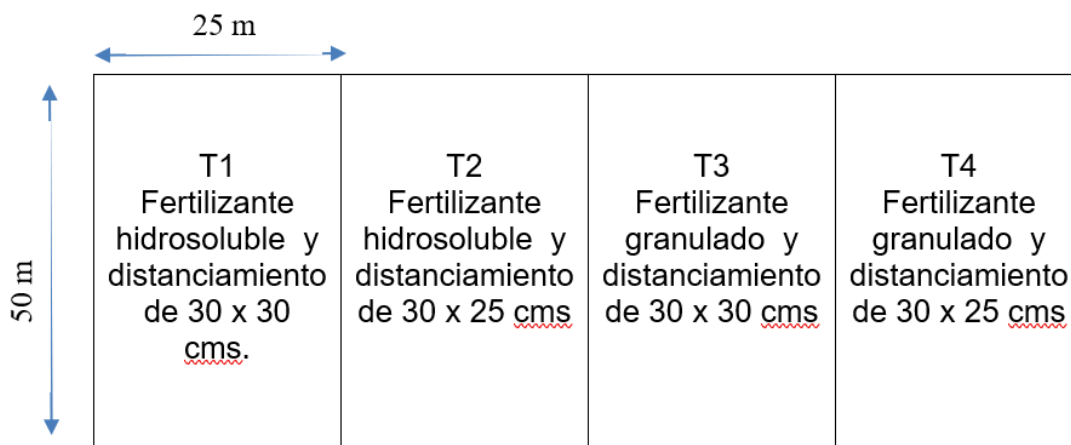 25 m
50 m
T1
Fertilizante
hidrosoluble y
distanciamiento
de 30 x 30
cms.
T2
Fertilizante
hidrosoluble y
distanciamiento
de 30 x 25 cms
T3
Fertilizante
granulado y
distanciamiento
de 30 x 30 cms
T4
Fertilizante
granulado y
distanciamiento
de 30 x 25 cms